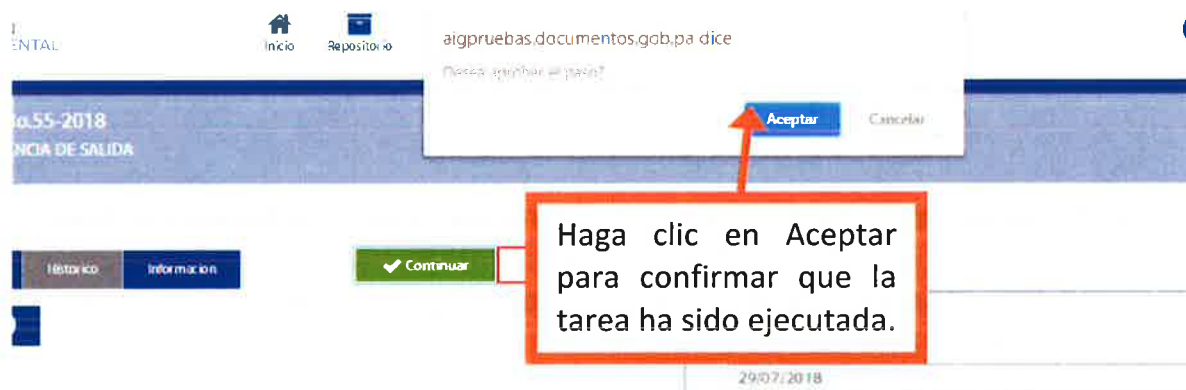 ENTAL
Inicio
Repositorio
aigpruebas.documentos.gob.pa dice
Desea aprobar el paso?
Aceptar
Cancelar
o.55-2018
NCIA DE SALIDA
Historico
Informacion
Continuar
Haga clic en Aceptar
para confirmar que la
tarea ha sido ejecutada.
29/07/2018